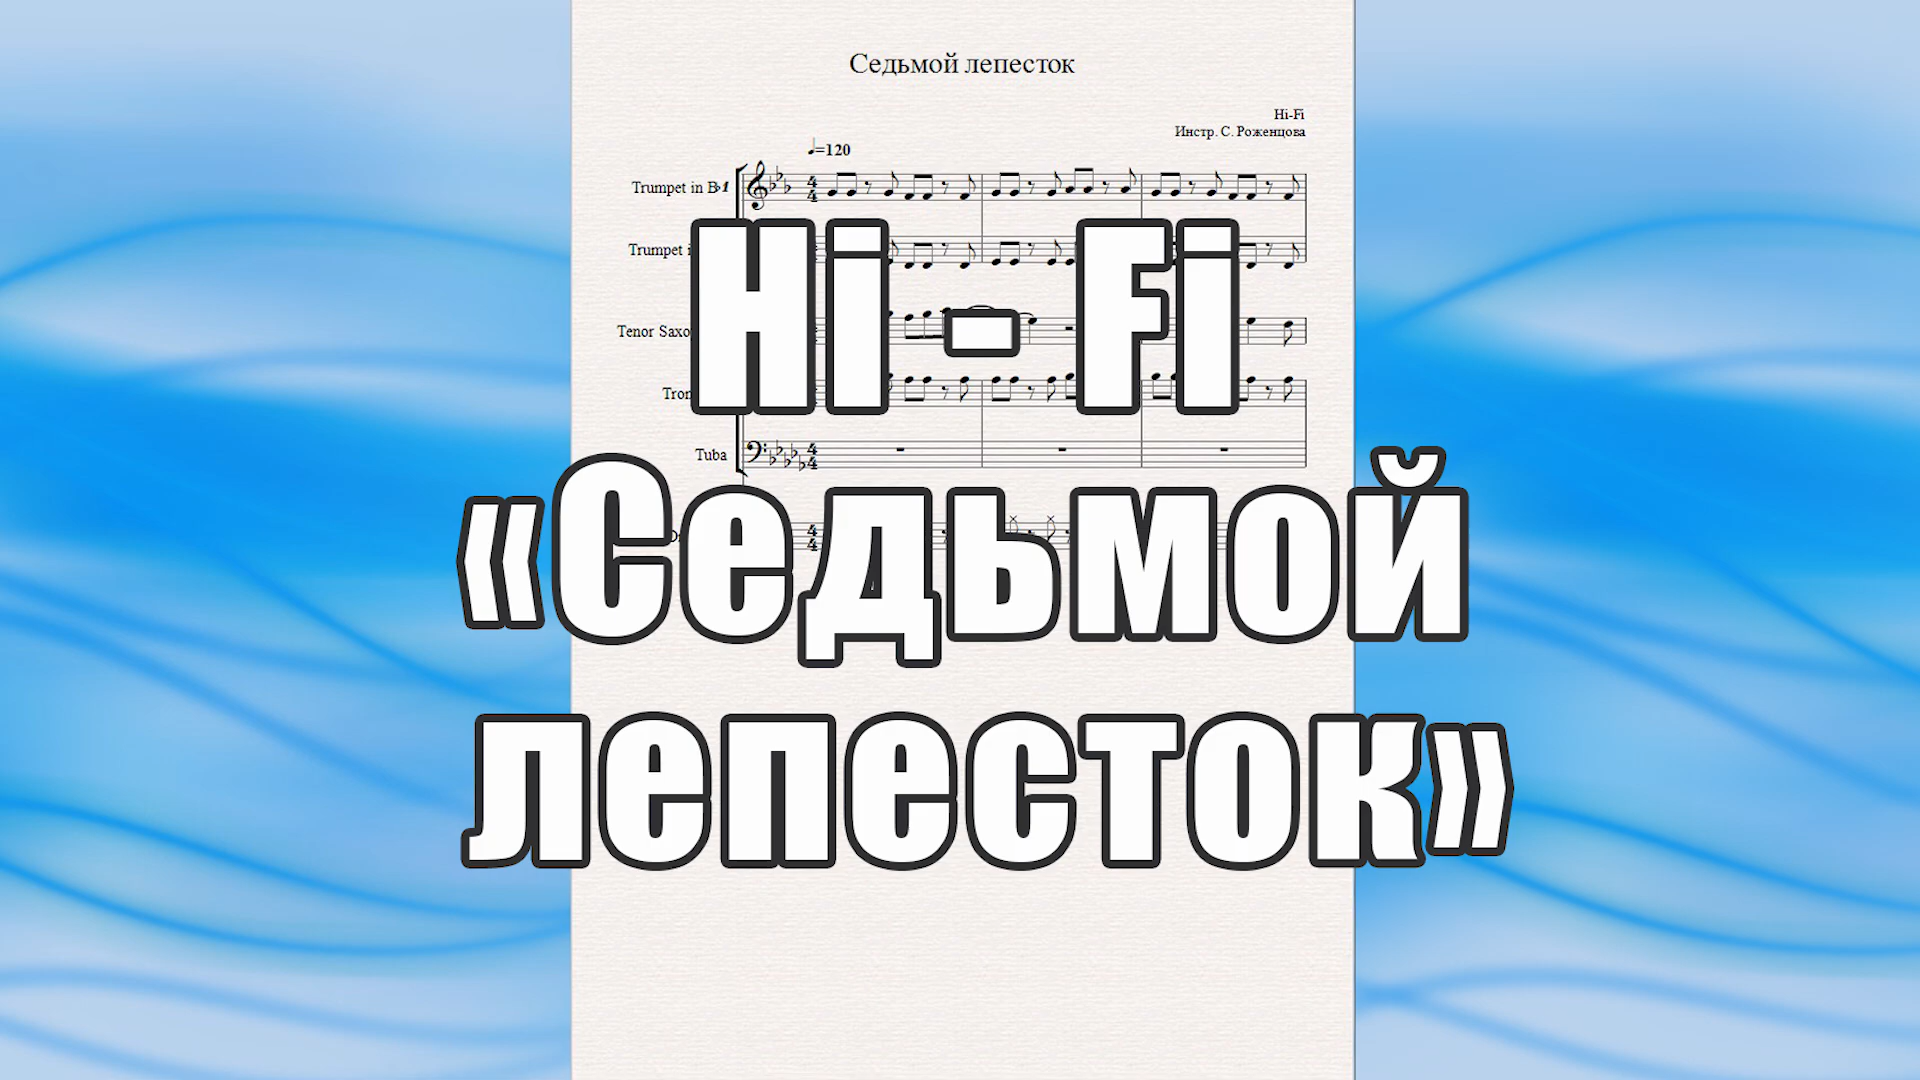 Седьмой лепесток
Hi-Fi
Инстр. С. Роженцова
♩=120
Trumpet in B♭ 1
Trumpet i
Tenor Saxo
Tron
Tuba
Hi - Fi
«Седьмой
лепесток»